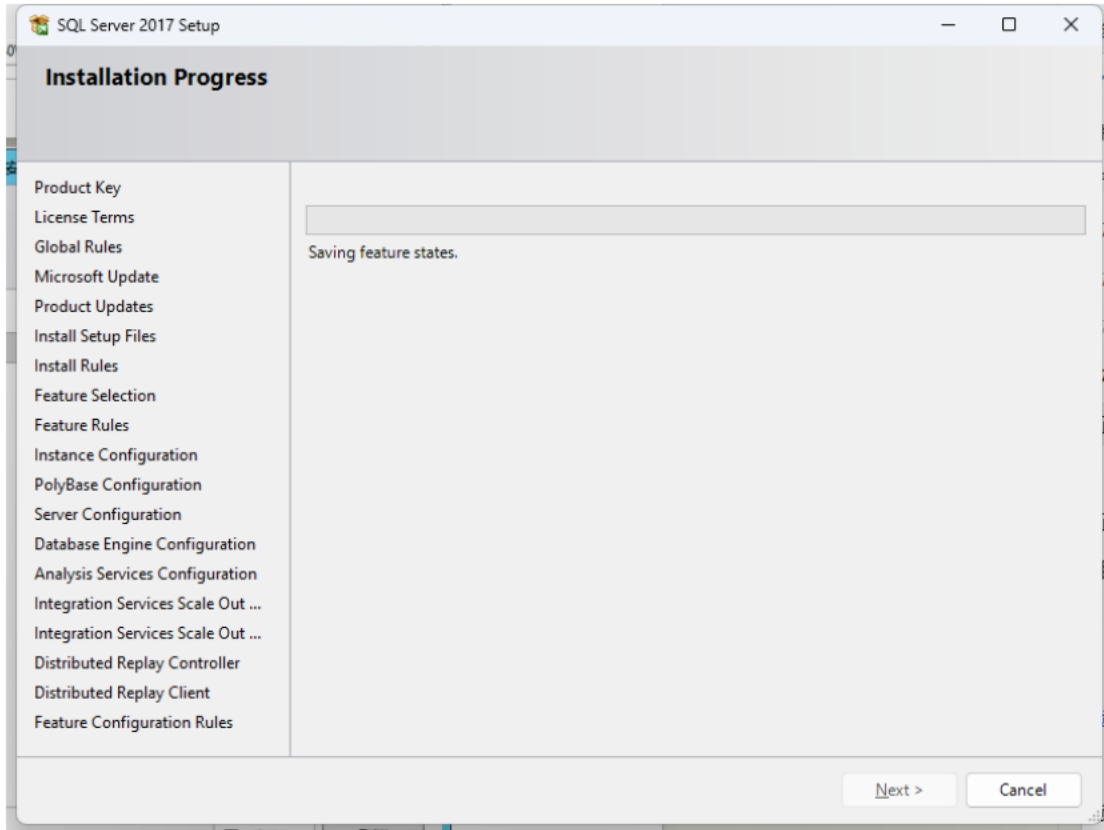 SQL Server 2017 Setup
Installation Progress
Product Key
License Terms
Global Rules
Microsoft Update
Product Updates
Install Setup Files
Install Rules
Feature Selection
Feature Rules
Instance Configuration
PolyBase Configuration
Server Configuration
Database Engine Configuration
Analysis Services Configuration
Integration Services Scale Out ...
Integration Services Scale Out ...
Distributed Replay Controller
Distributed Replay Client
Feature Configuration Rules
Saving feature states.
Next >
Cancel